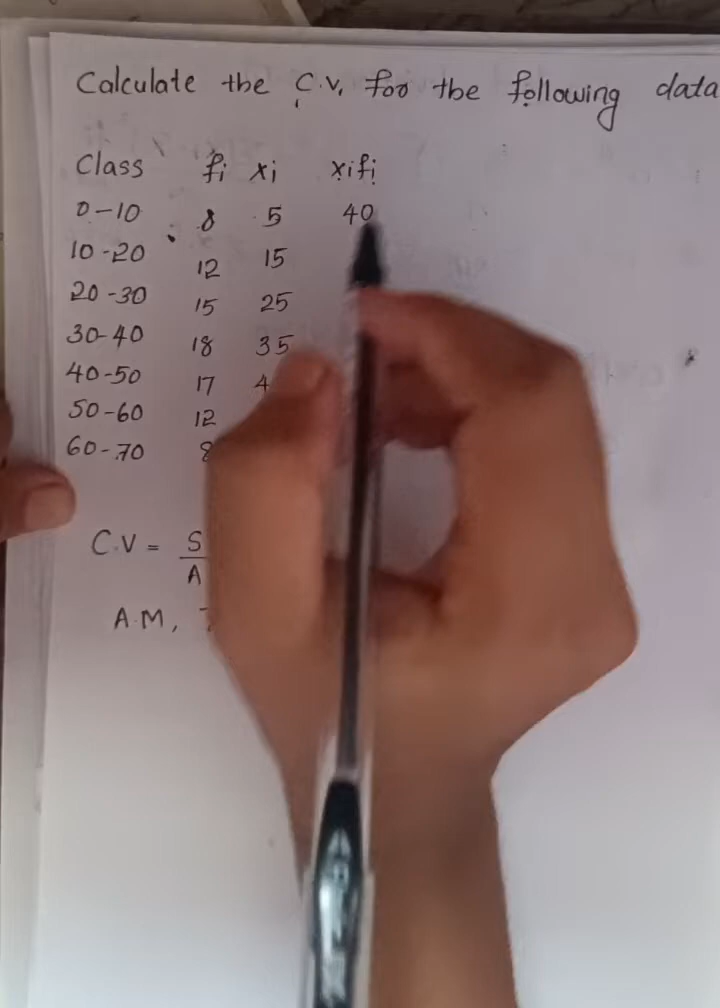 Calculate the C.V. for the following data
Class fi xi xifi
0-10 8 5 40
10-20 12 15
20-30 15 25
30-40 18 35
40-50 17 4
50-60 12
60-70 8
C.V = S
A
A.M,